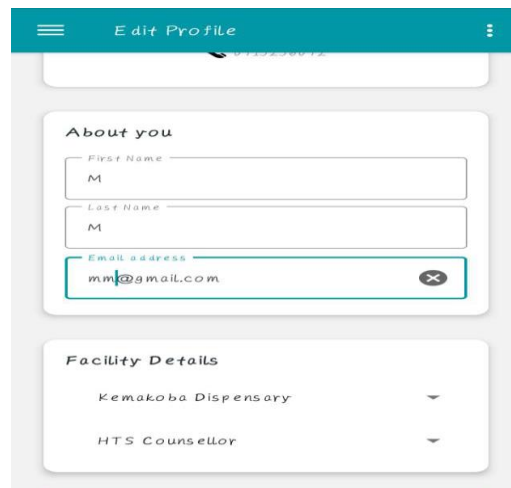 Edit Profile
About you
First Name
M
Last Name
M
Email address
mm@gmail.com
Facility Details
Kemakoba Dispensary
HTS Counsellor